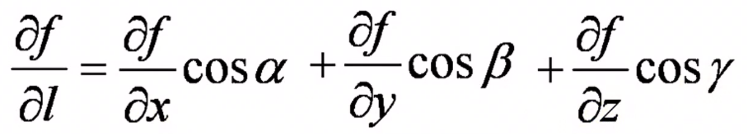 ∂f/∂l = ∂f/∂x cos α + ∂f/∂y cos β + ∂f/∂z cos γ